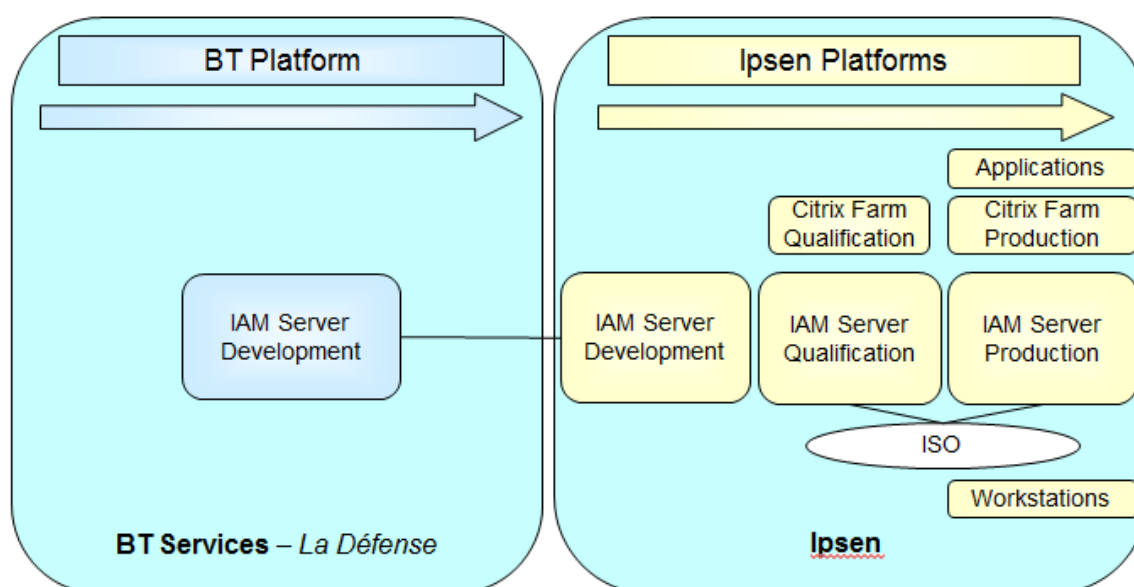 BT Platform
Ipsen Platforms
Applications
Citrix Farm
Qualification
Citrix Farm
Production
IAM Server
Development
IAM Server
Development
IAM Server
Qualification
IAM Server
Production
ISO
Workstations
BT Services – La Défense
Ipsen